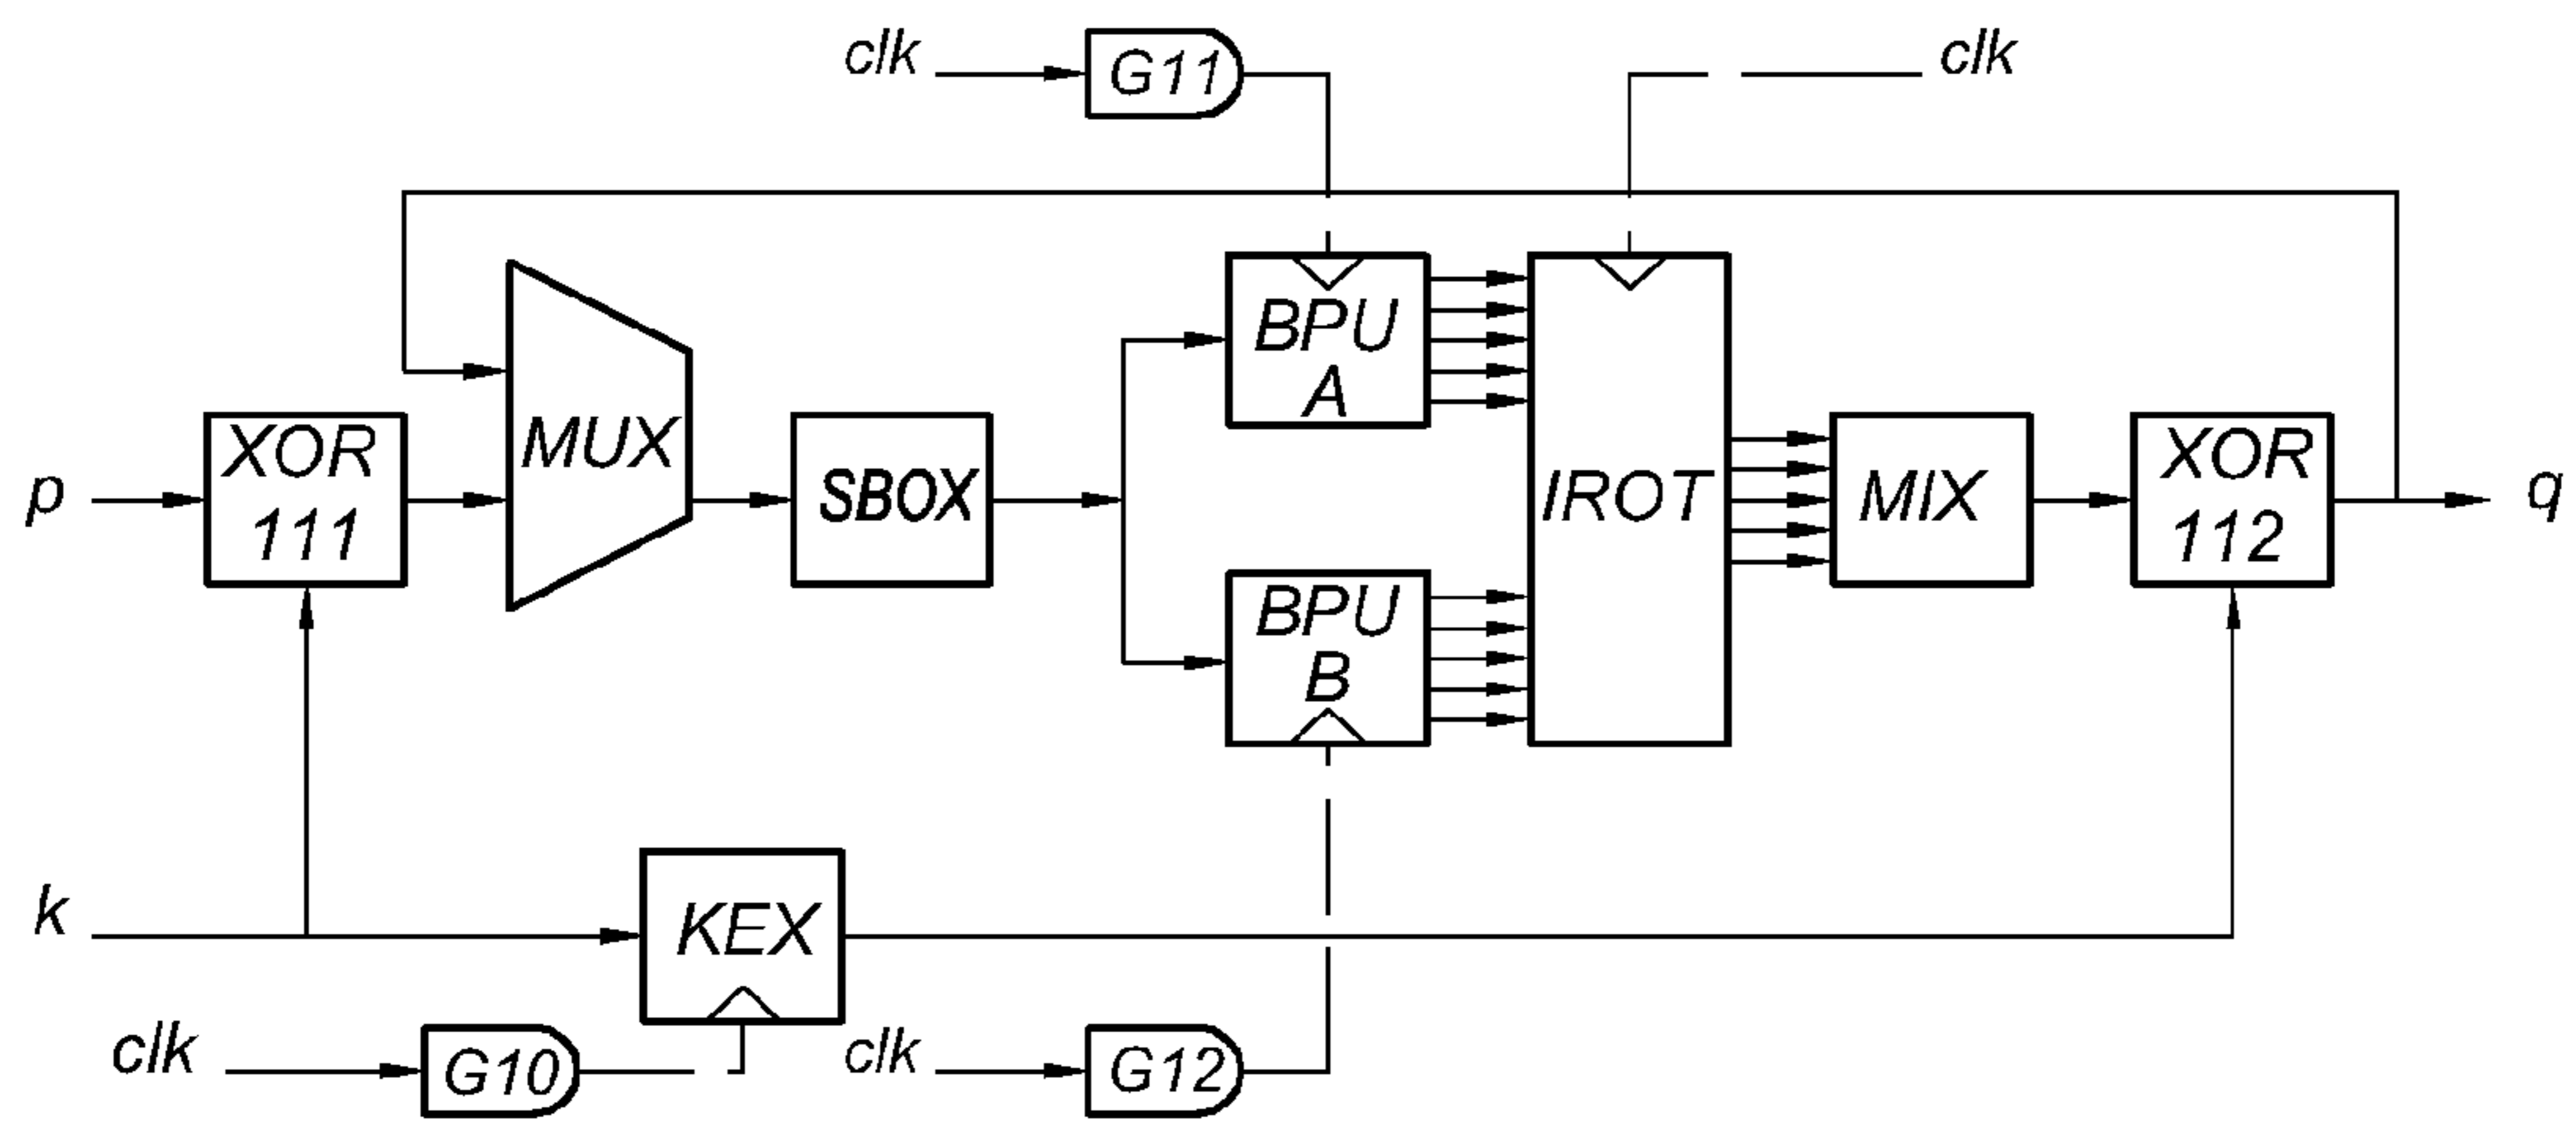 clk
G11
clk
BPU
A
MUX
XOR
111
p
SBOX
IROT
MIX
XOR
112
q
BPU
B
k
KEX
clk
G10
clk
G12